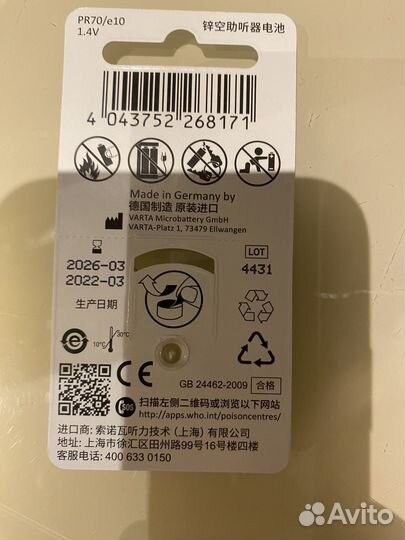 PR70/e10
1.4V
锌空助听器电池
4 043752 268171
Made in Germany by
德国制造 原装进口
VARTA Microbattery GmbH
VARTA-Platz 1, 73479 Ellwangen
2026-03
2022-03
生产日期
LOT
4431
10℃
30℃
GB 24462-2009
合格
SOS
扫描左侧二维码或浏览以下网站
http://apps.who.int/poisoncentres/
进口商: 索诺瓦听力技术（上海）有限公司
地址: 上海市徐汇区田州路99号16号楼四楼
客服电话: 400 633 0150
Avito